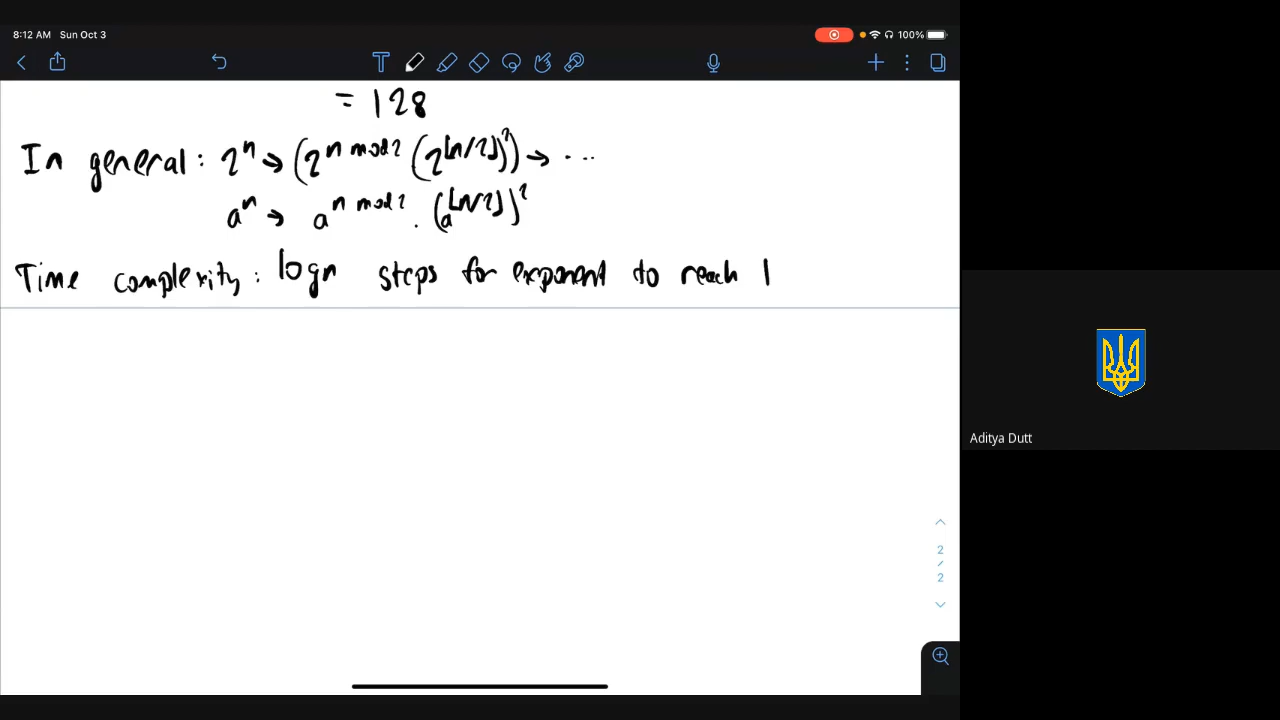 8:12 AM Sun Oct 3
100%
= 128
In general: 2^n → (2^{n mod 2} (2^{⌊n/2⌋})^2) → ...
a^n → a^{n mod 2} · (a^{⌊n/2⌋})^2
Time complexity: log n steps for exponent to reach 1
Aditya Dutt
2
/
2